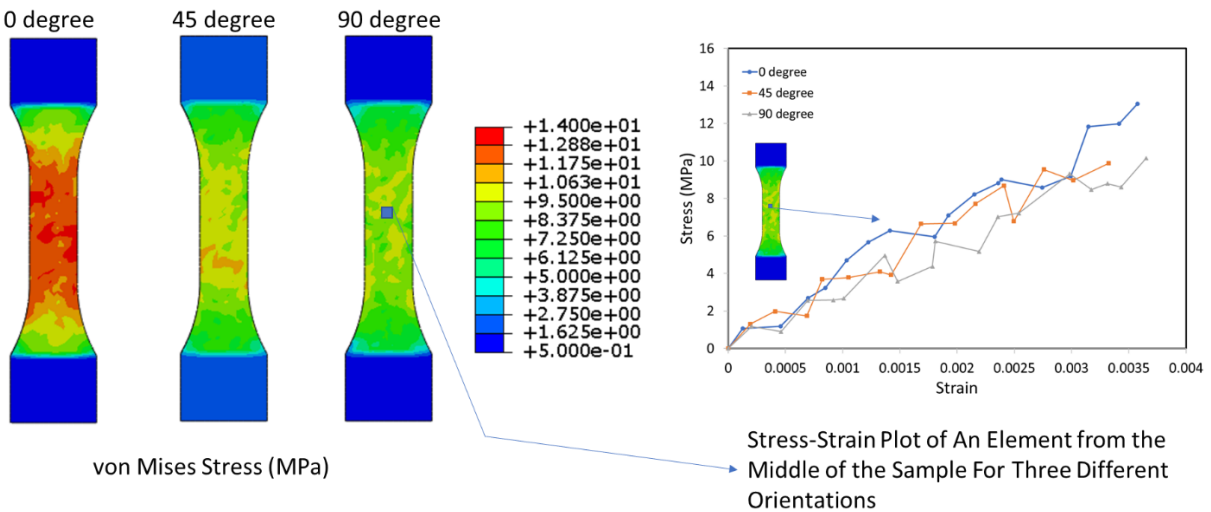 0 degree
45 degree
90 degree
+1.400e+01
+1.288e+01
+1.175e+01
+1.063e+01
+9.500e+00
+8.375e+00
+7.250e+00
+6.125e+00
+5.000e+00
+3.875e+00
+2.750e+00
+1.625e+00
+5.000e-01
von Mises Stress (MPa)
16
14
12
10
8
6
4
2
0
Stress (MPa)
0 degree
45 degree
90 degree
0
0.0005
0.001
0.0015
0.002
0.0025
0.003
0.0035
0.004
Strain
Stress-Strain Plot of An Element from the
Middle of the Sample For Three Different
Orientations